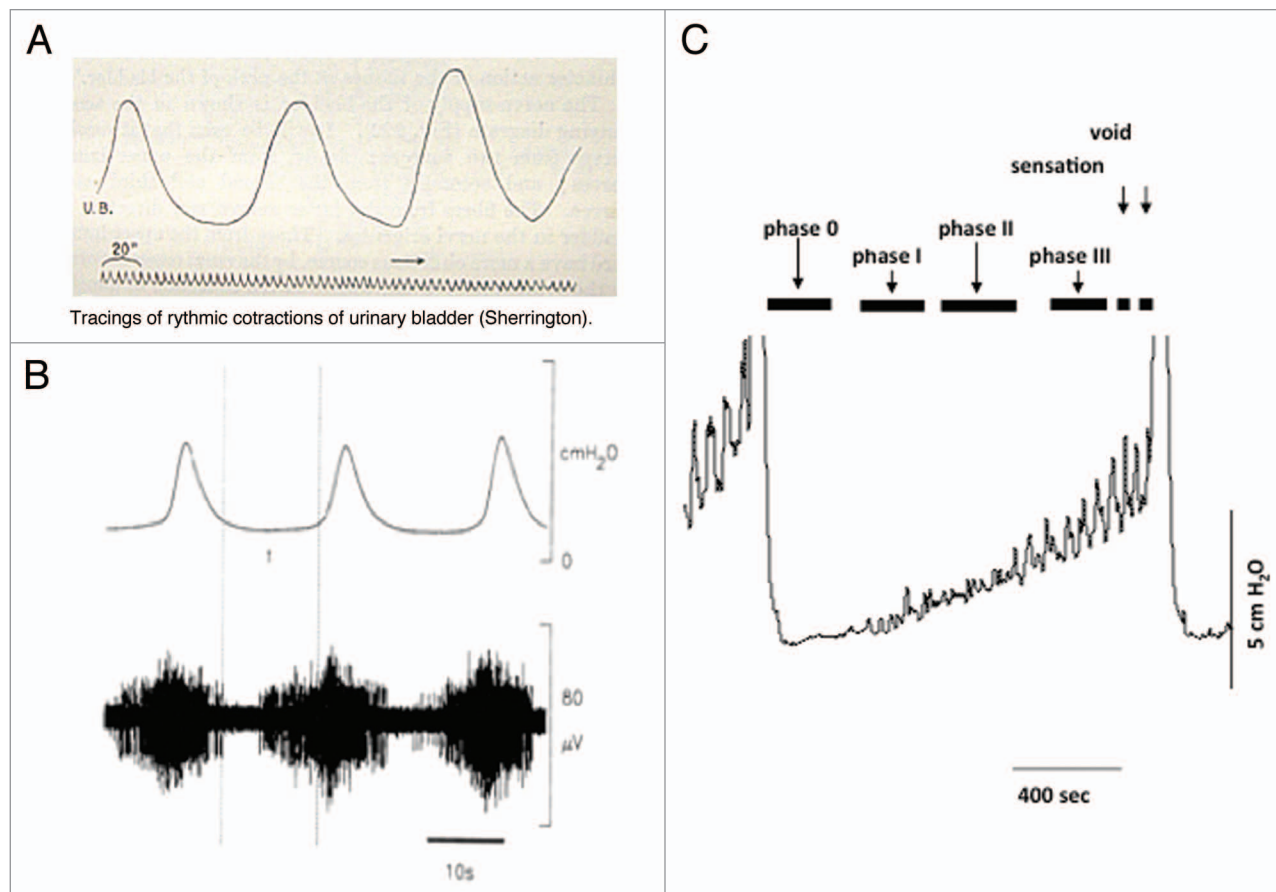 A
U.B.
20"
Tracings of rythmic cotractions of urinary bladder (Sherrington).
B
cmH₂O
0
80
μV
10s
C
void
sensation
phase 0
phase II
phase I
phase III
5 cm H₂O
400 sec